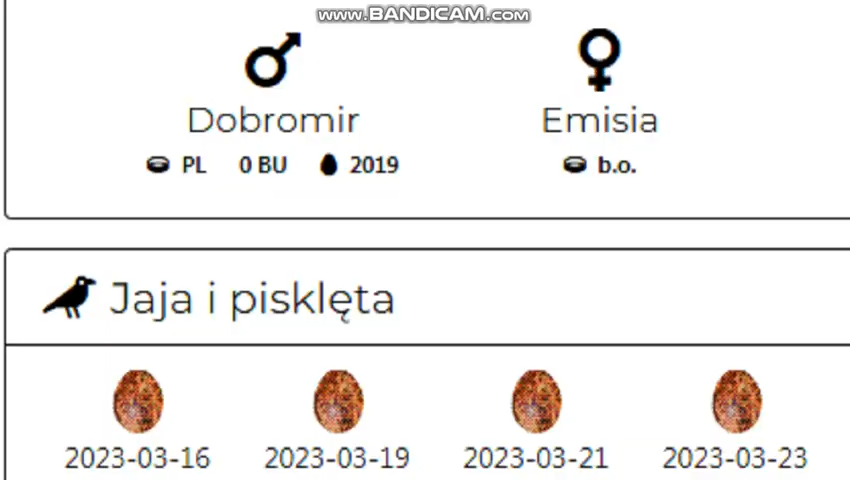 www.BANDICAM.com
Dobromir Emisia
PL 0 BU 2019 b.o.
Jaja i pisklęta
2023-03-16 2023-03-19 2023-03-21 2023-03-23